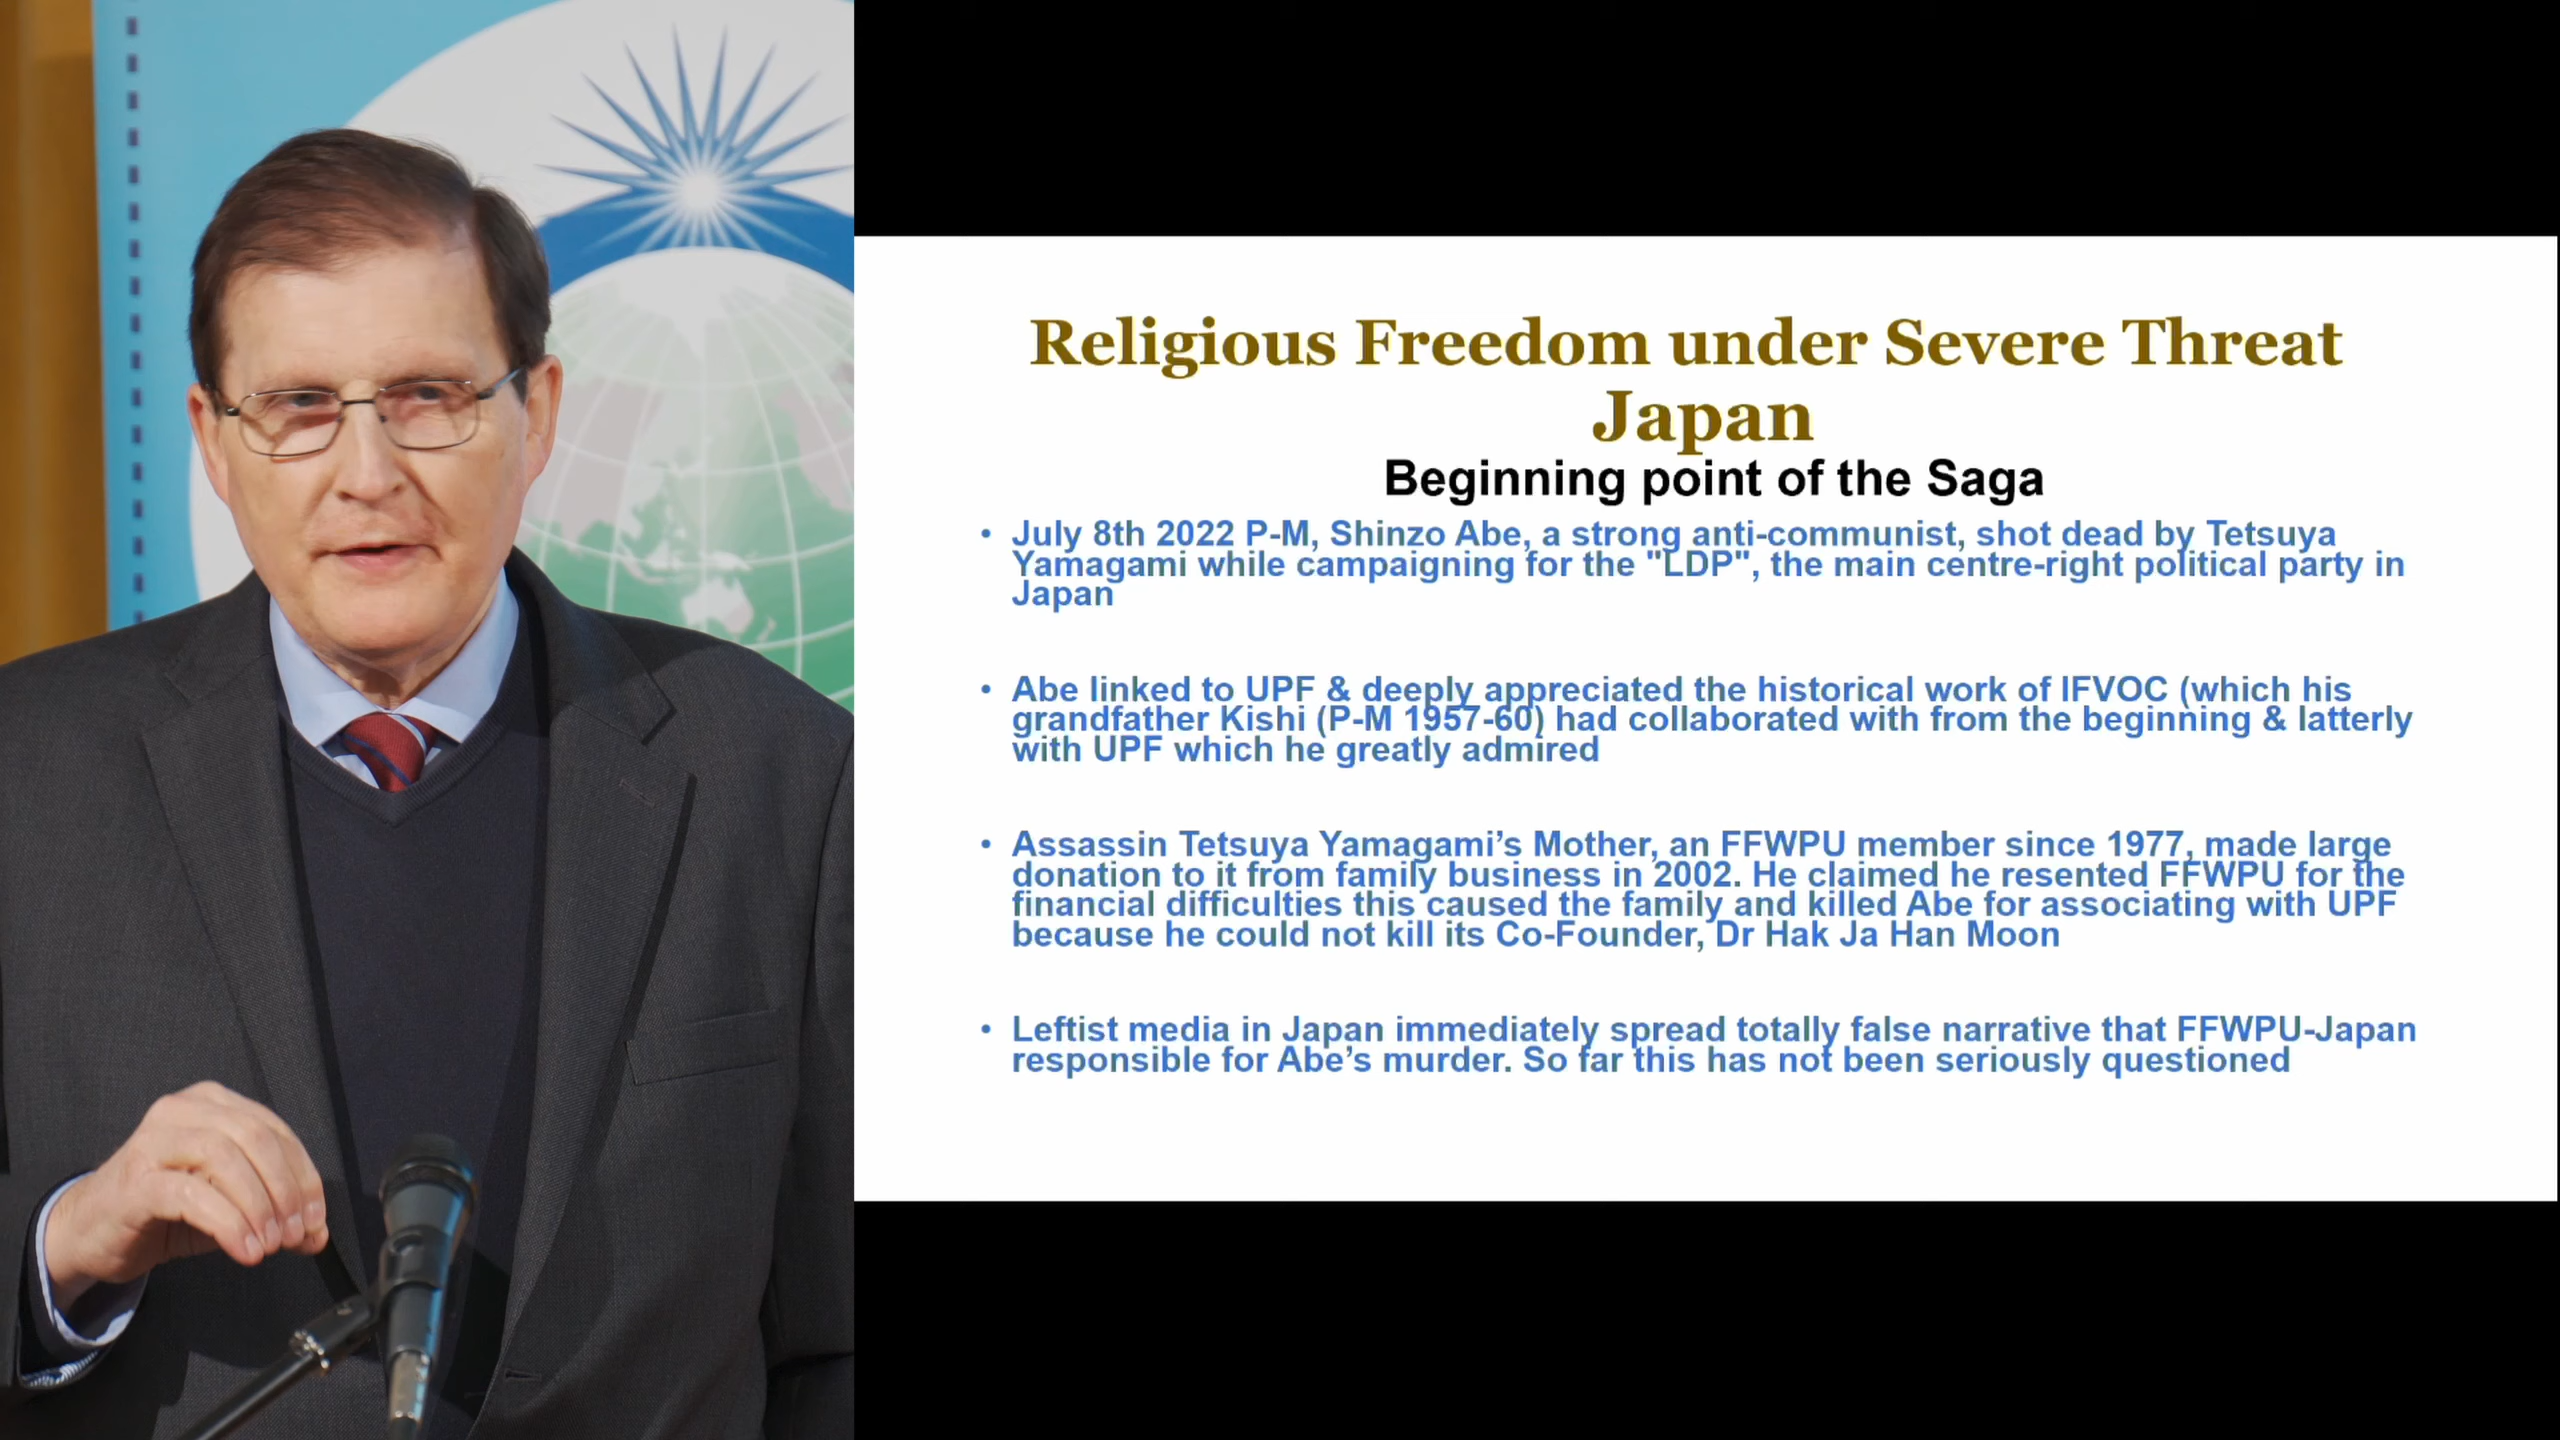 Religious Freedom under Severe Threat
Japan
Beginning point of the Saga
• July 8th 2022 P-M, Shinzo Abe, a strong anti-communist, shot dead by Tetsuya
Yamagami while campaigning for the "LDP", the main centre-right political party in
Japan
• Abe linked to UPF & deeply appreciated the historical work of IFVOC (which his
grandfather Kishi (P-M 1957-60) had collaborated with from the beginning & latterly
with UPF which he greatly admired
• Assassin Tetsuya Yamagami’s Mother, an FFWPU member since 1977, made large
donation to it from family business in 2002. He claimed he resented FFWPU for the
financial difficulties this caused the family and killed Abe for associating with UPF
because he could not kill its Co-Founder, Dr Hak Ja Han Moon
• Leftist media in Japan immediately spread totally false narrative that FFWPU-Japan
responsible for Abe’s murder. So far this has not been seriously questioned